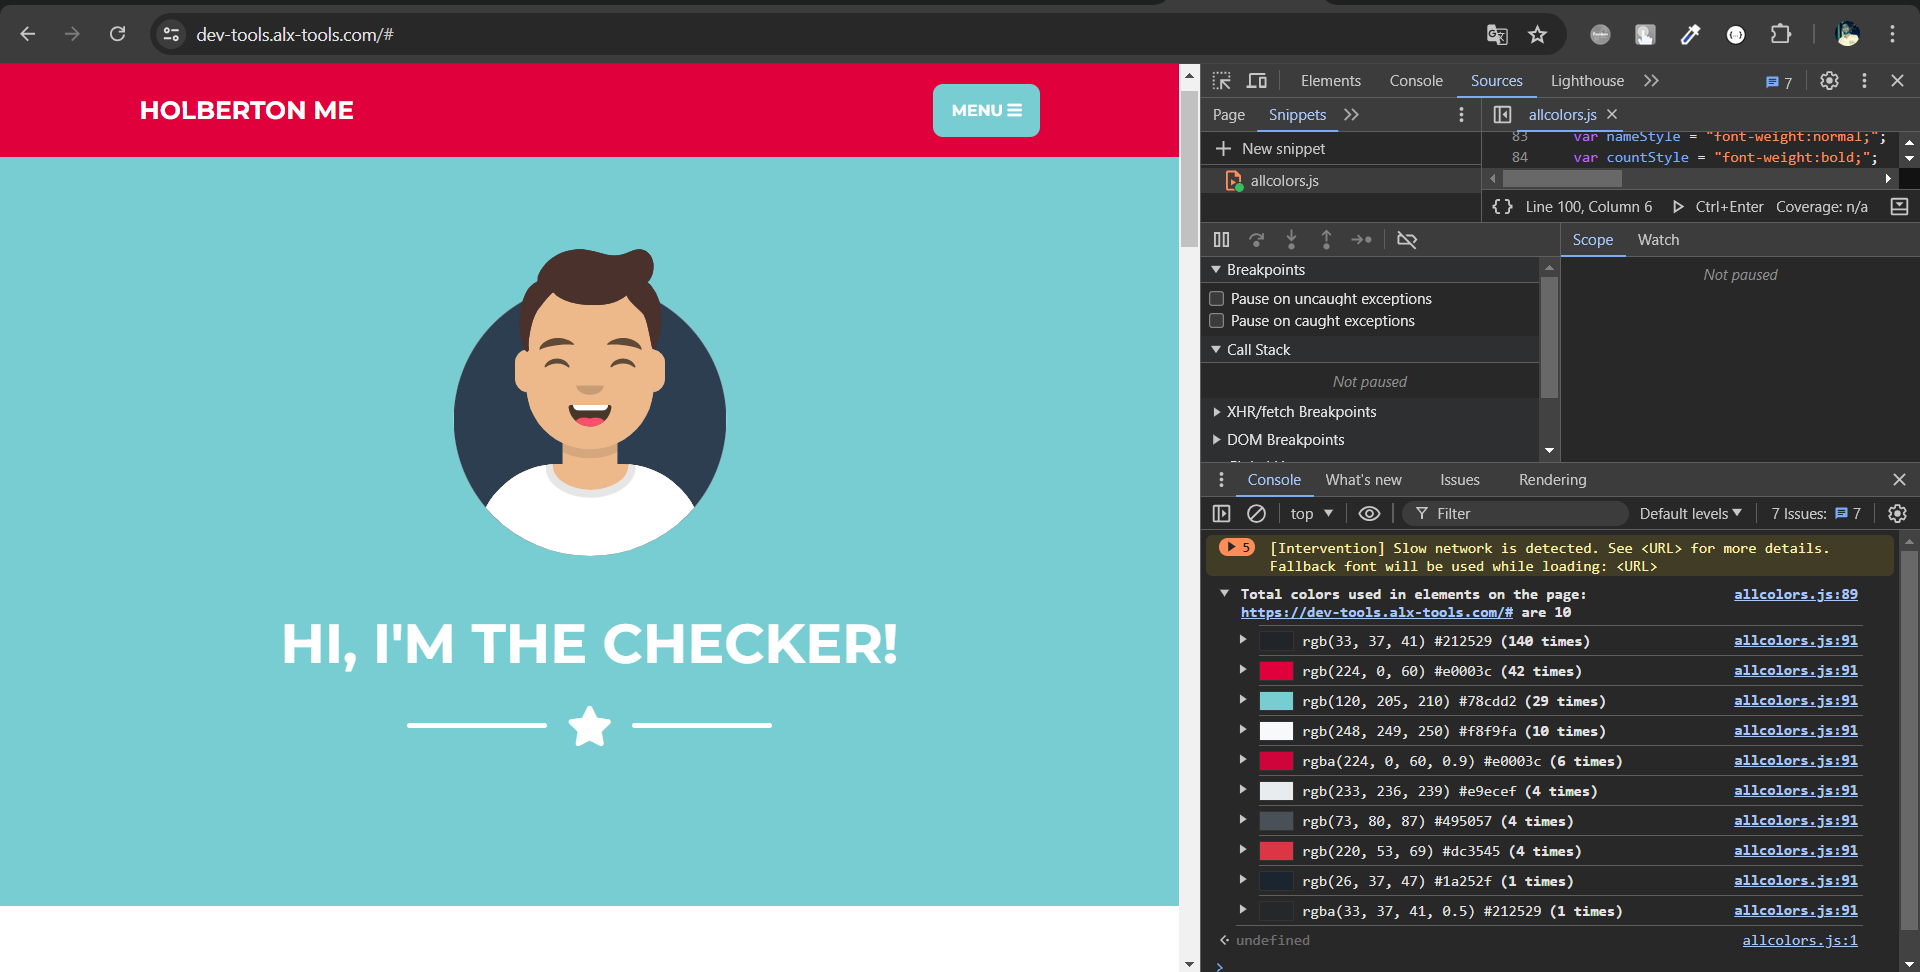 dev-tools.alx-tools.com/#
HOLBERTON ME
MENU
HI, I'M THE CHECKER!
Elements
Console
Sources
Lighthouse
7
Page
Snippets
allcolors.js
New snippet
allcolors.js
83 var nameStyle = "font-weight:normal;";
84 var countStyle = "font-weight:bold;";
{} Line 100, Column 6
Ctrl+Enter
Coverage: n/a
Scope
Watch
Breakpoints
Not paused
Pause on uncaught exceptions
Pause on caught exceptions
Call Stack
Not paused
XHR/fetch Breakpoints
DOM Breakpoints
Console
What's new
Issues
Rendering
top
Filter
Default levels
7 Issues:
7
5 [Intervention] Slow network is detected. See <URL> for more details.
Fallback font will be used while loading: <URL>
Total colors used in elements on the page: allcolors.js:89
https://dev-tools.alx-tools.com/# are 10
rgb(33, 37, 41) #212529 (140 times) allcolors.js:91
rgb(224, 0, 60) #e0003c (42 times) allcolors.js:91
rgb(120, 205, 210) #78cdd2 (29 times) allcolors.js:91
rgb(248, 249, 250) #f8f9fa (10 times) allcolors.js:91
rgba(224, 0, 60, 0.9) #e0003c (6 times) allcolors.js:91
rgb(233, 236, 239) #e9ecef (4 times) allcolors.js:91
rgb(73, 80, 87) #495057 (4 times) allcolors.js:91
rgb(220, 53, 69) #dc3545 (4 times) allcolors.js:91
rgb(26, 37, 47) #1a252f (1 times) allcolors.js:91
rgba(33, 37, 41, 0.5) #212529 (1 times) allcolors.js:91
undefined allcolors.js:1